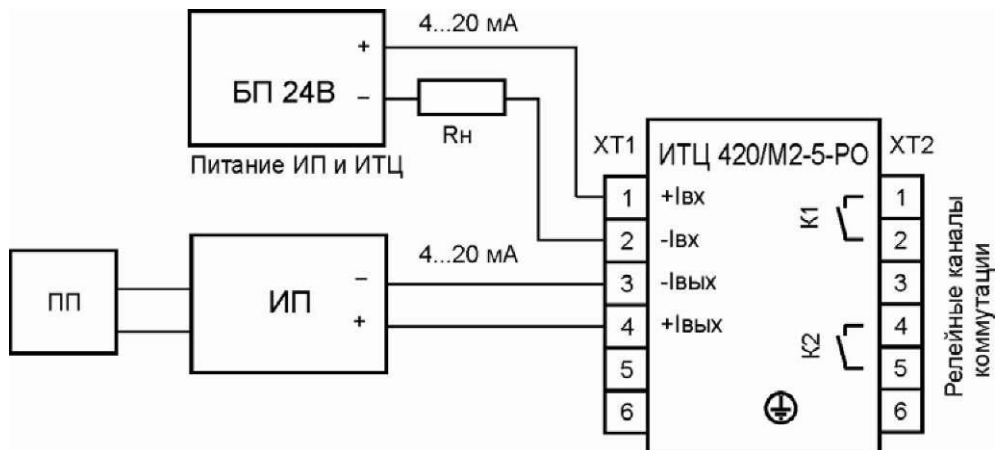 4...20 мА
+
БП 24В
–
Rн
Питание ИП и ИТЦ
ПП
ИП
–
+
4...20 мА
XT1
ИТЦ 420/М2-5-РО
XT2
1
+Iвх
2
-Iвх
3
-Iвых
4
+Iвых
5
6
К1
К2
1
2
3
4
5
6
Релейные каналы
коммутации